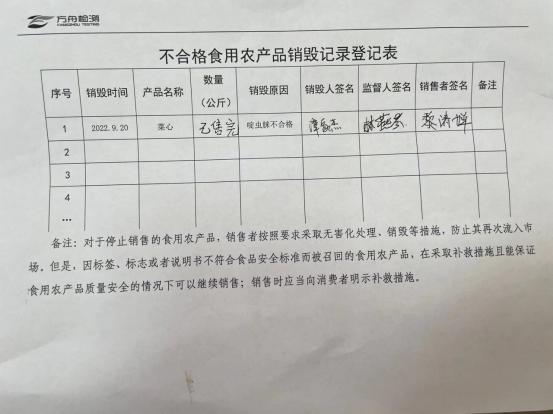 方舟检测
FANGZHOU TESTING
不合格食用农产品销毁记录登记表
序号 销毁时间 产品名称 数量（公斤） 销毁原因 销毁人签名 监督人签名 销售者签名 备注
1 2022.9.20 菜心 已售完 啶虫脒不合格
2
3
4
...
备注：对于停止销售的食用农产品，销售者按照要求采取无害化处理、销毁等措施，防止其再次流入市
场。但是，因标签、标志或者说明书不符合食品安全标准而被召回的食用农产品，在采取补救措施且能保证
食用农产品质量安全的情况下可以继续销售；销售时应当向消费者明示补救措施。